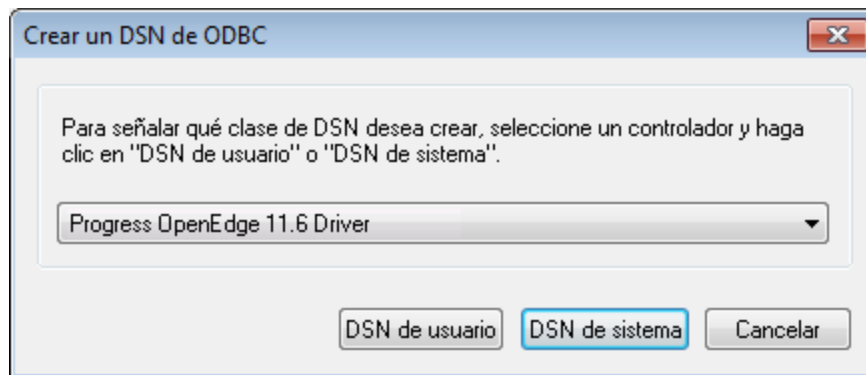 Crear un DSN de ODBC
Para señalar qué clase de DSN desea crear, seleccione un controlador y haga
clic en "DSN de usuario" o "DSN de sistema".
Progress OpenEdge 11.6 Driver
DSN de usuario DSN de sistema Cancelar